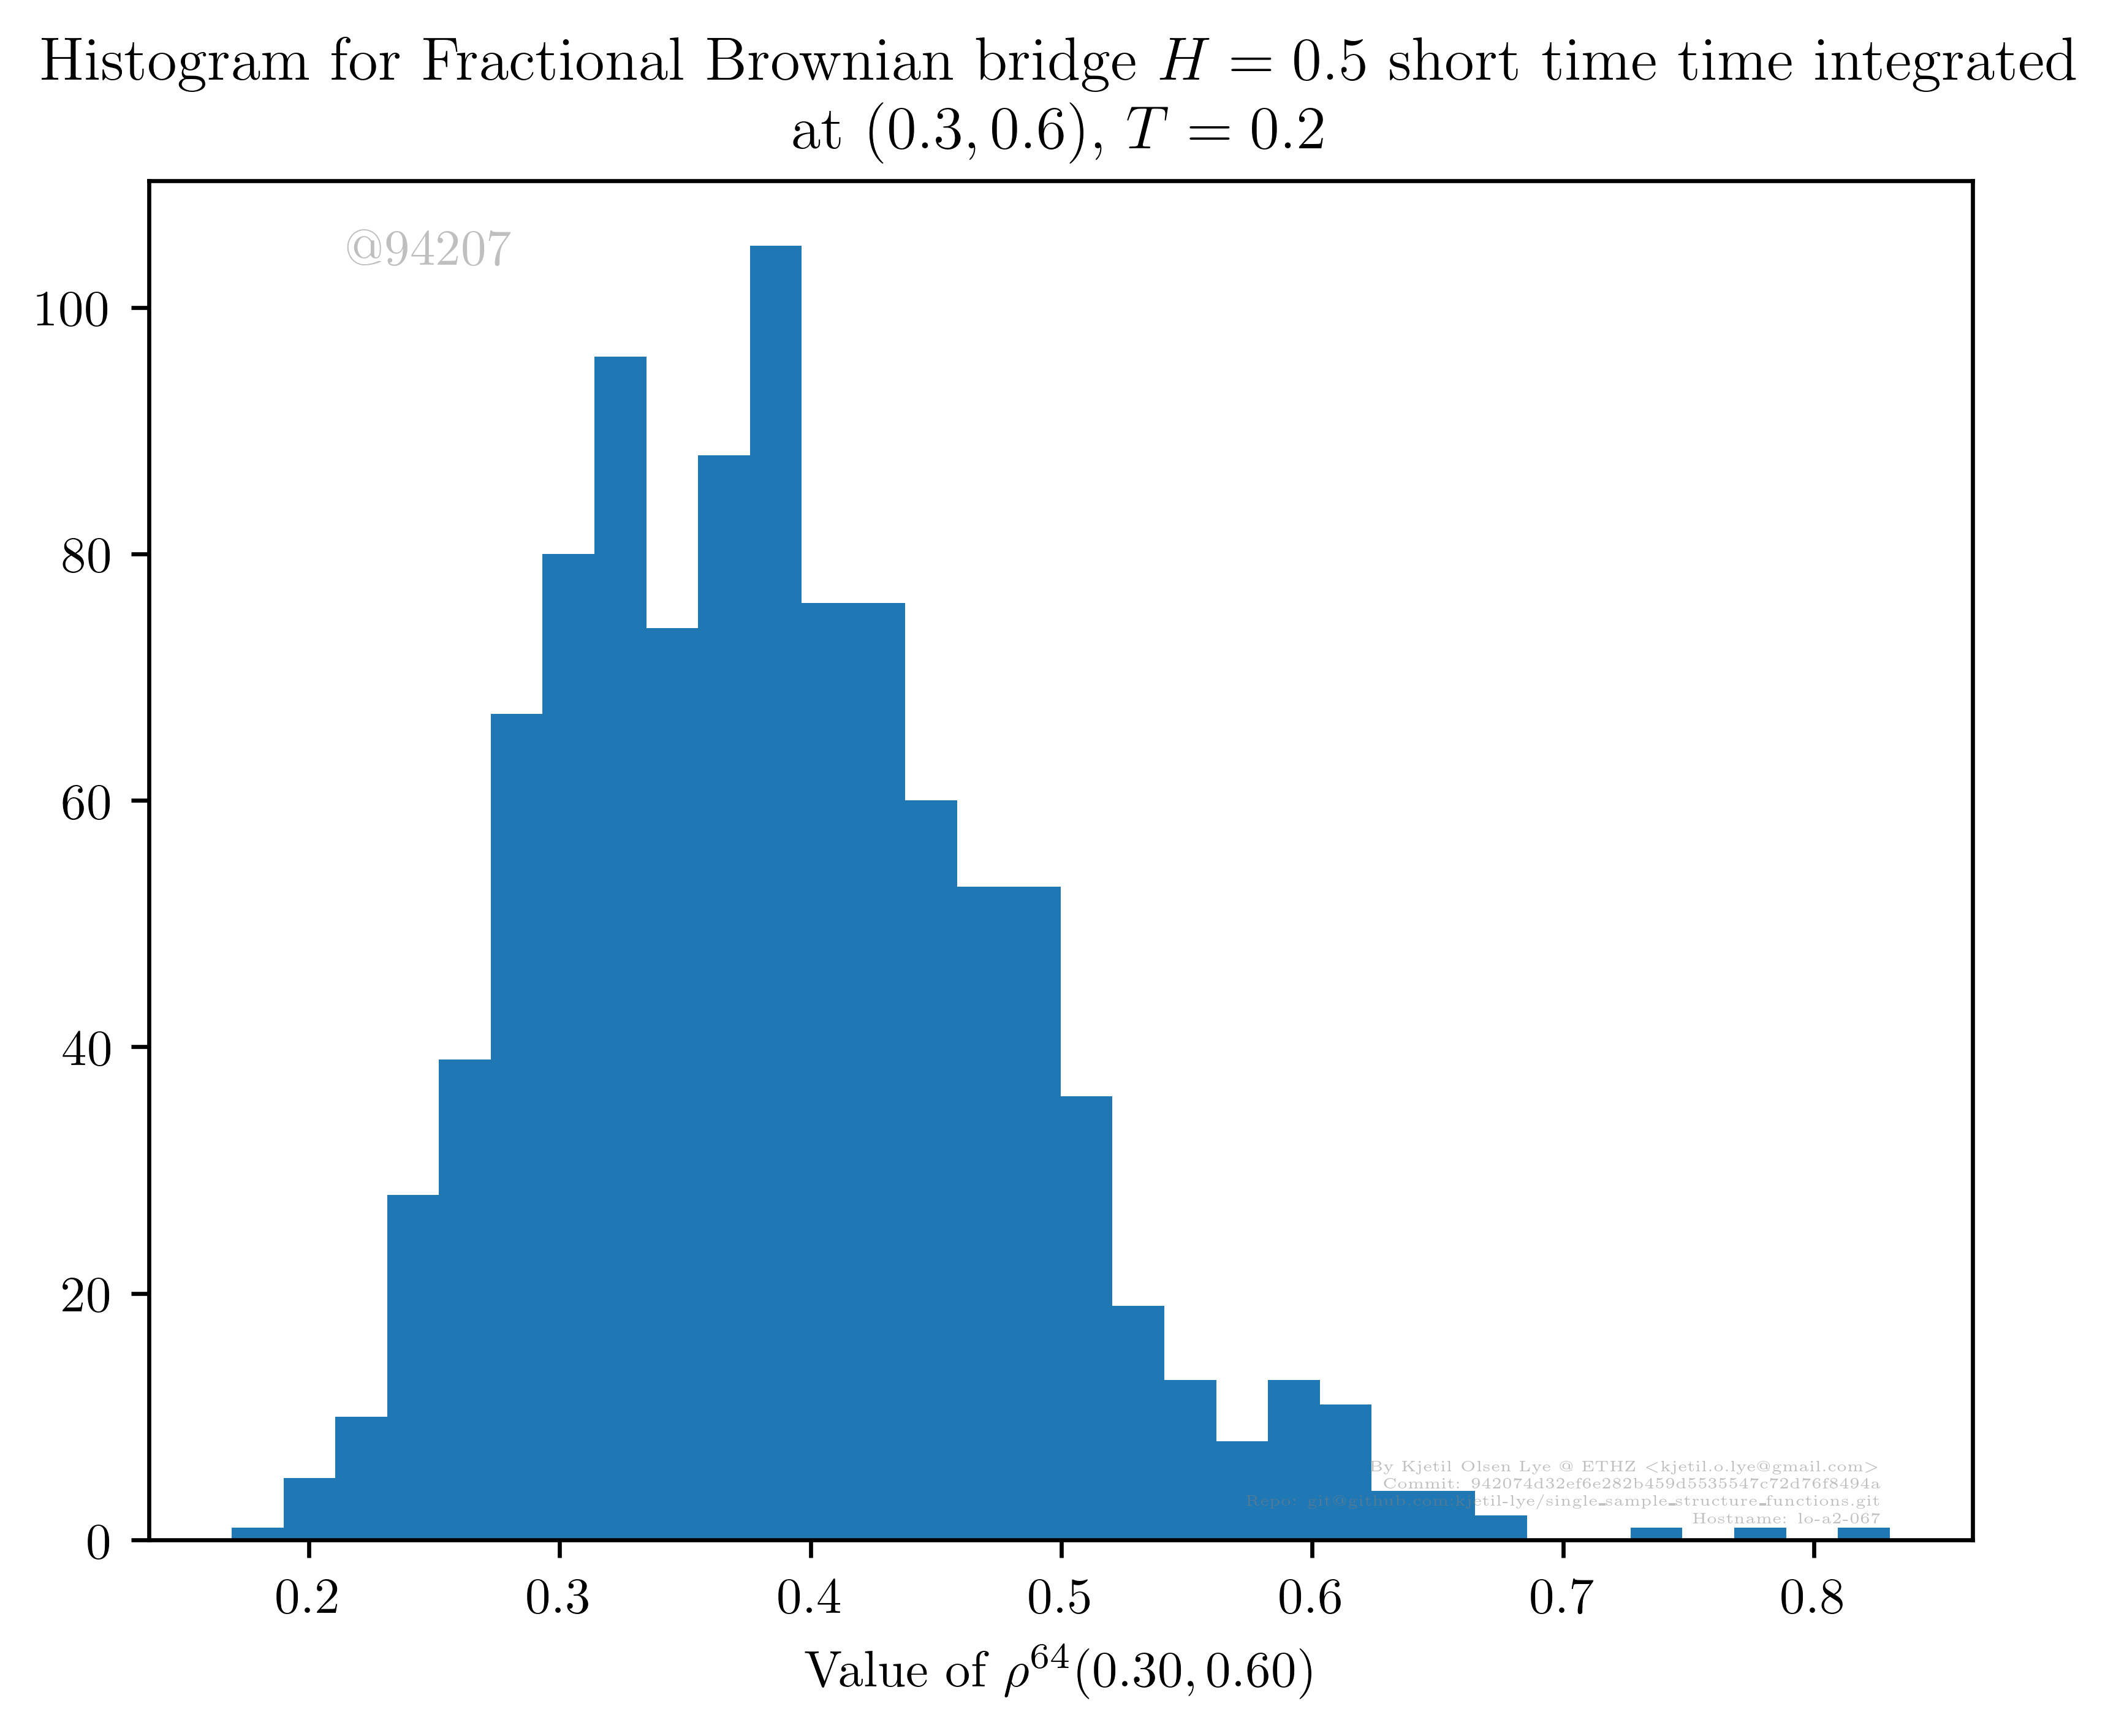 Histogram for Fractional Brownian bridge H = 0.5 short time time integrated
at (0.3, 0.6), T = 0.2
@94207
100
80
60
40
20
0
By Kjetil Olsen Lye @ ETHZ <kjetil.o.lye@gmail.com>
Commit: 942074d32ef6e282b459d5535547c72d76f8494a
Repo: git@github.com:kjetil-lye/single_sample_structure_functions.git
Hostname: lo-a2-067
0.2 0.3 0.4 0.5 0.6 0.7 0.8
Value of ρ^64(0.30, 0.60)